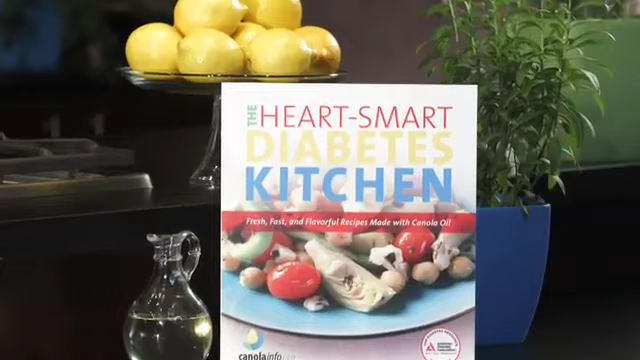 THE HEART-SMART
DIABETES
KITCHEN
Fresh, Fast, and Flavorful Recipes Made with Canola Oil
canolainfo